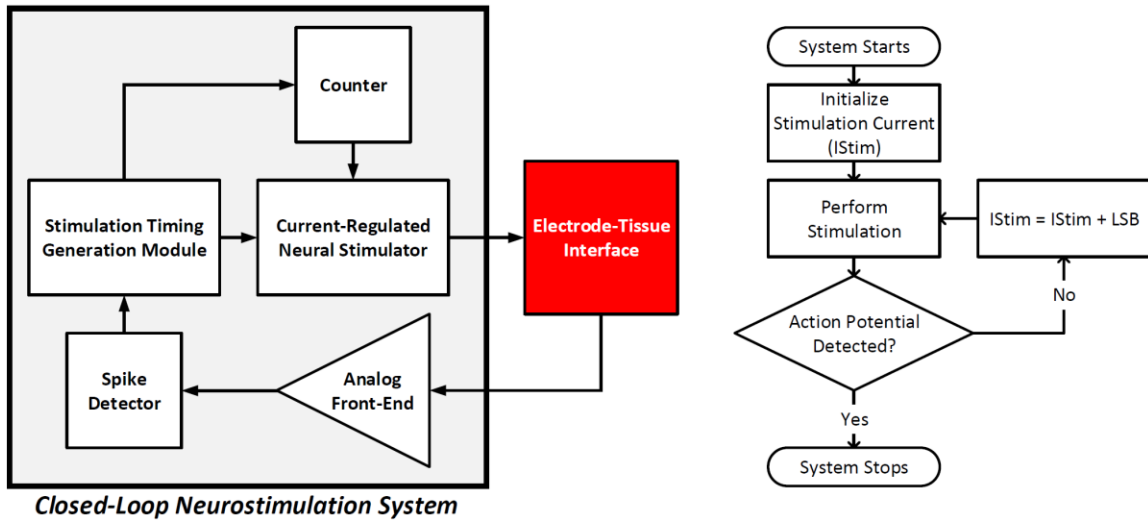 Counter
Stimulation Timing
Generation Module
Current-Regulated
Neural Stimulator
Electrode-Tissue
Interface
Spike
Detector
Analog
Front-End
Closed-Loop Neurostimulation System
System Starts
Initialize
Stimulation Current
(IStim)
Perform
Stimulation
IStim = IStim + LSB
No
Action Potential
Detected?
Yes
System Stops